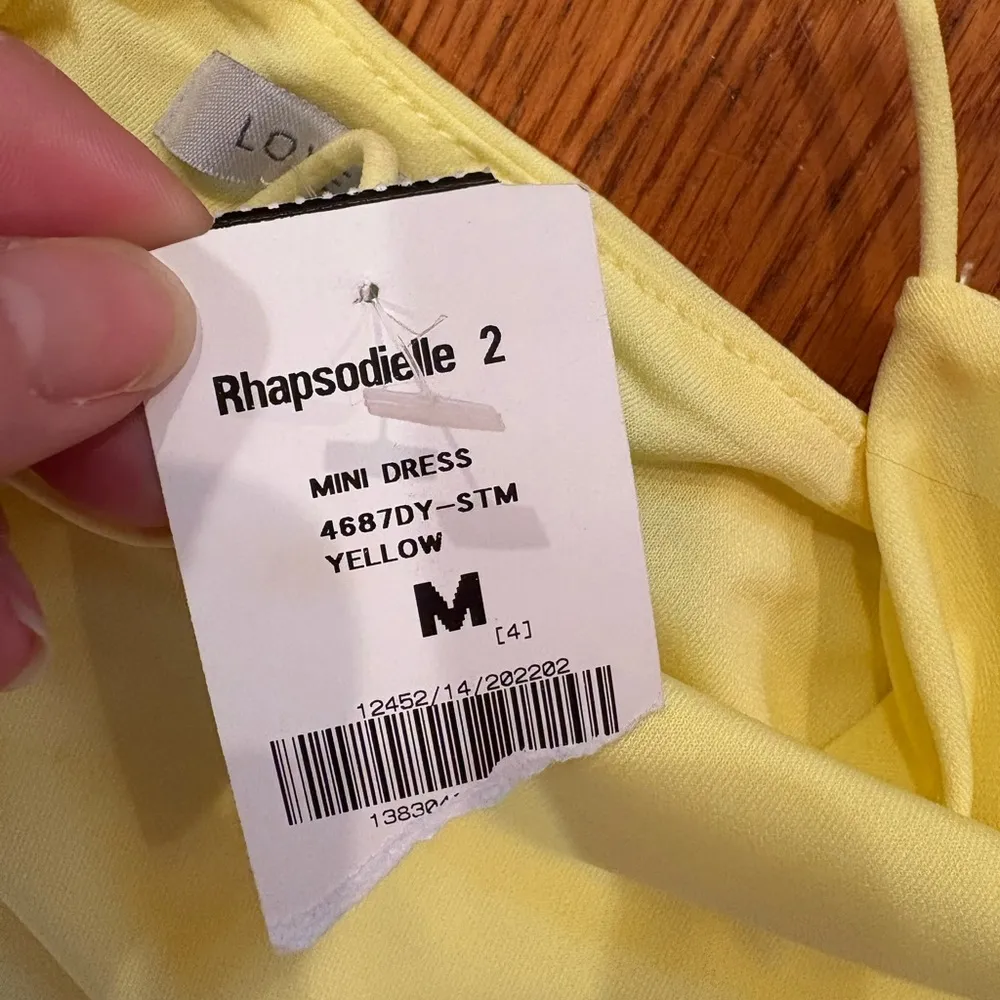 LO
Rhapsodielle 2
MINI DRESS
4687DY-STM
YELLOW
M
[4]
12452/14/202202
13830